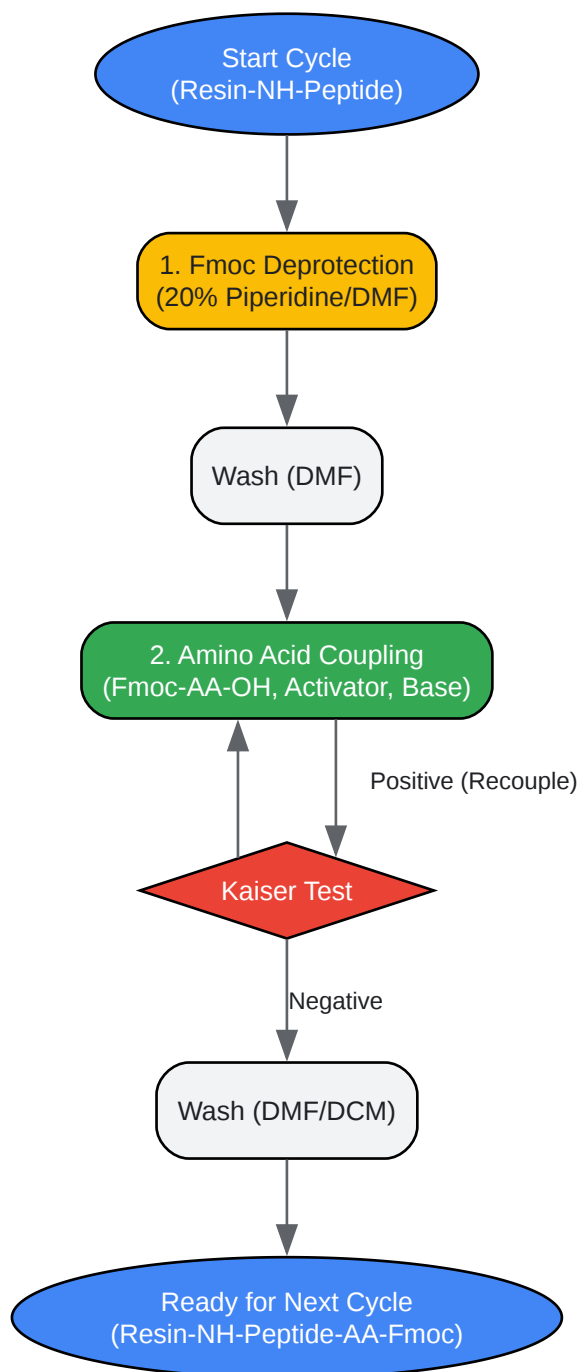 Start Cycle
(Resin-NH-Peptide)
1. Fmoc Deprotection
(20% Piperidine/DMF)
Wash (DMF)
2. Amino Acid Coupling
(Fmoc-AA-OH, Activator, Base)
Positive (Recouple)
Kaiser Test
Negative
Wash (DMF/DCM)
Ready for Next Cycle
(Resin-NH-Peptide-AA-Fmoc)